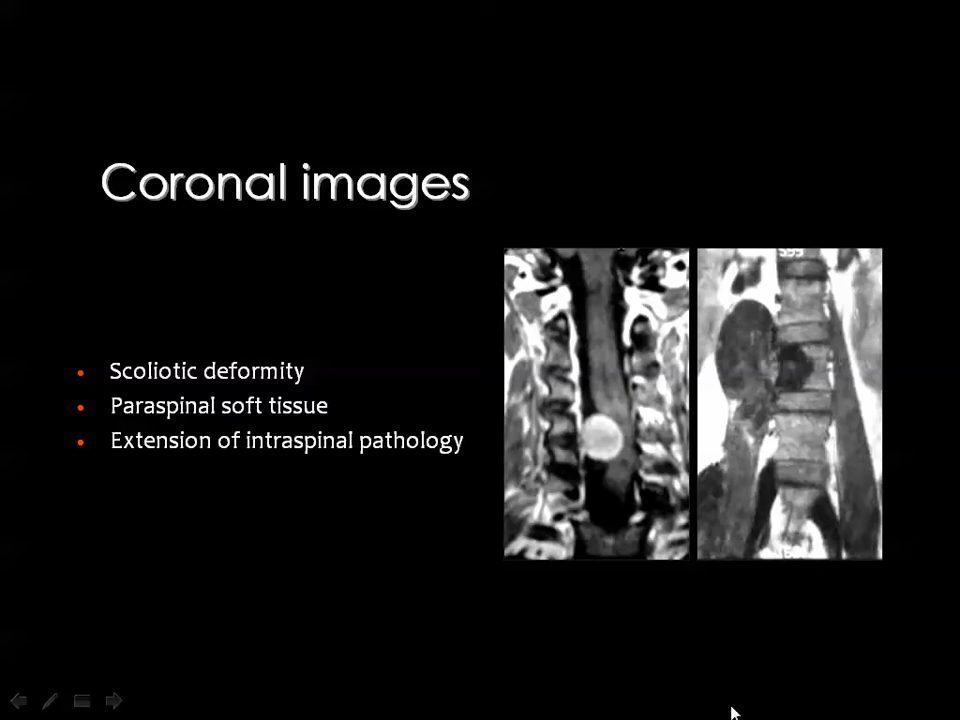 Coronal images
Scoliotic deformity
Paraspinal soft tissue
Extension of intraspinal pathology